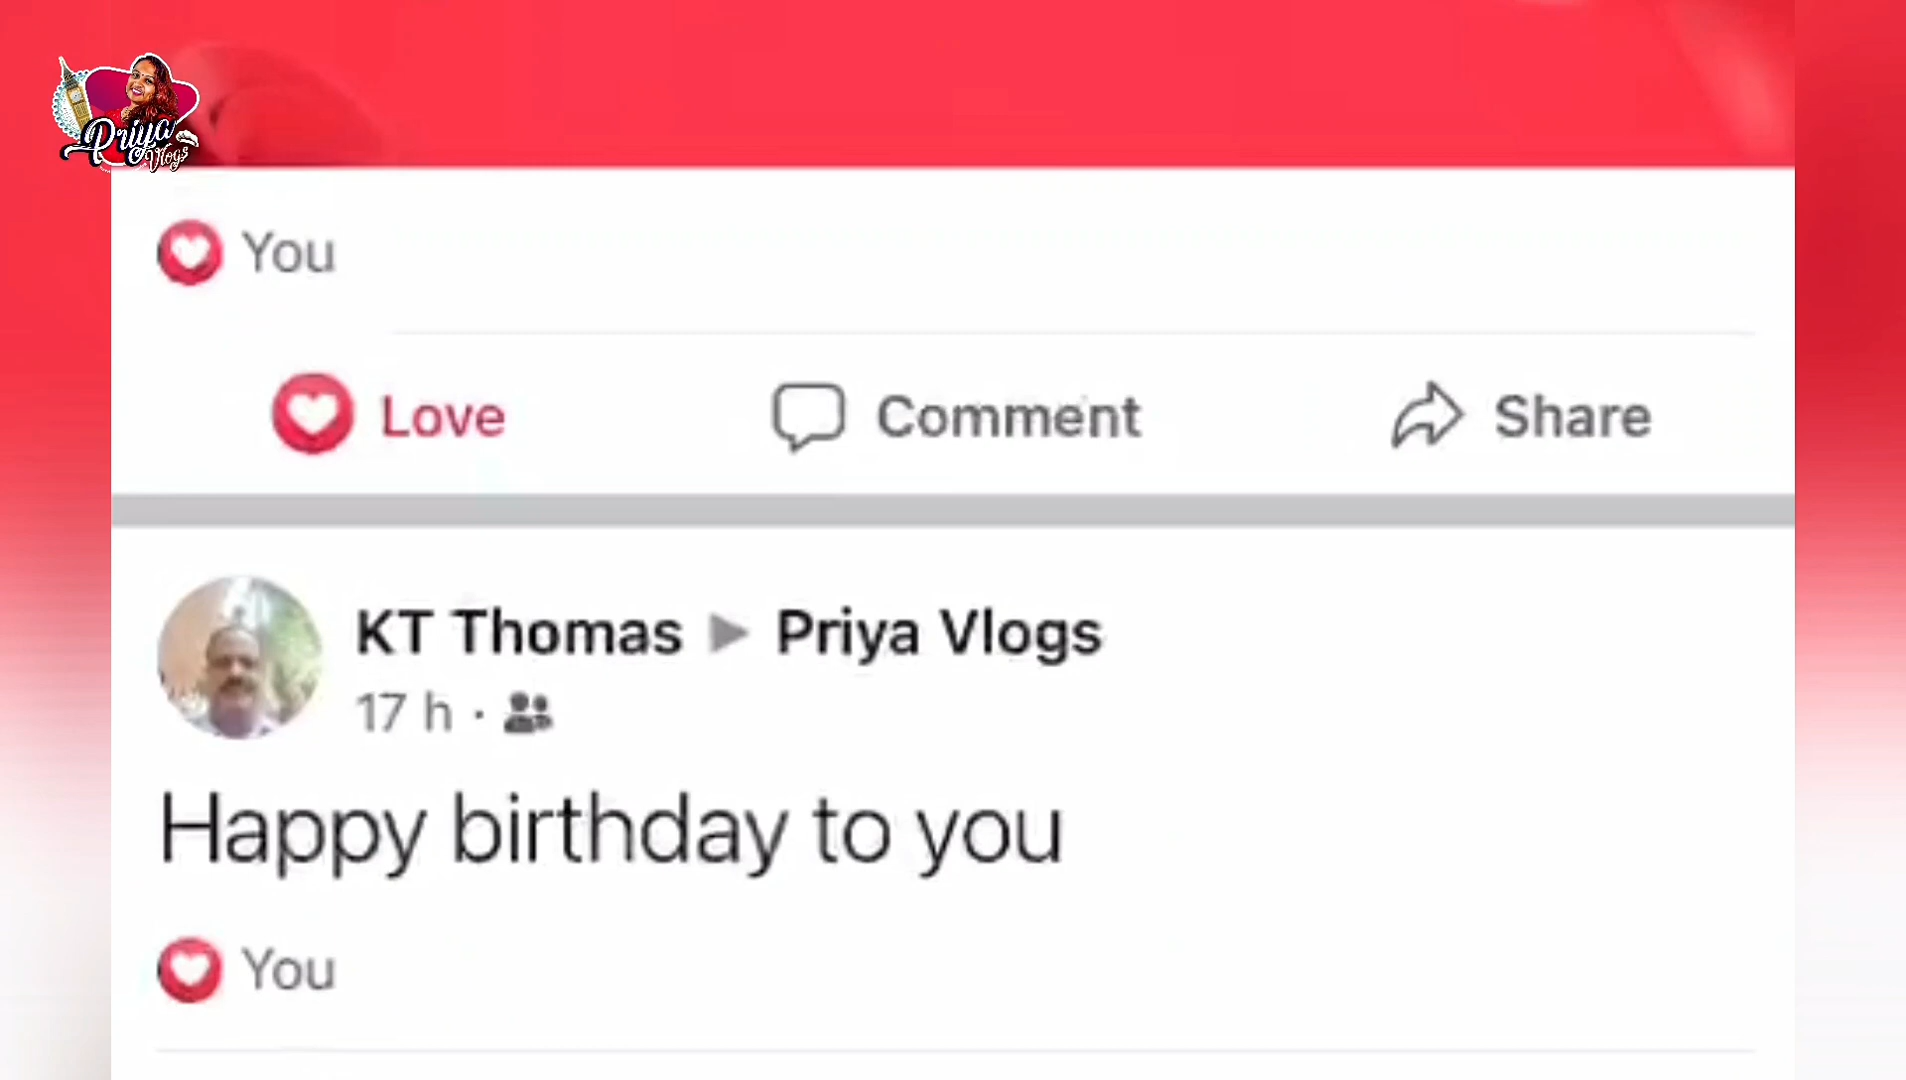 Priya
Vlogs
You
Love Comment Share
KT Thomas Priya Vlogs
17 h ·
Happy birthday to you
You